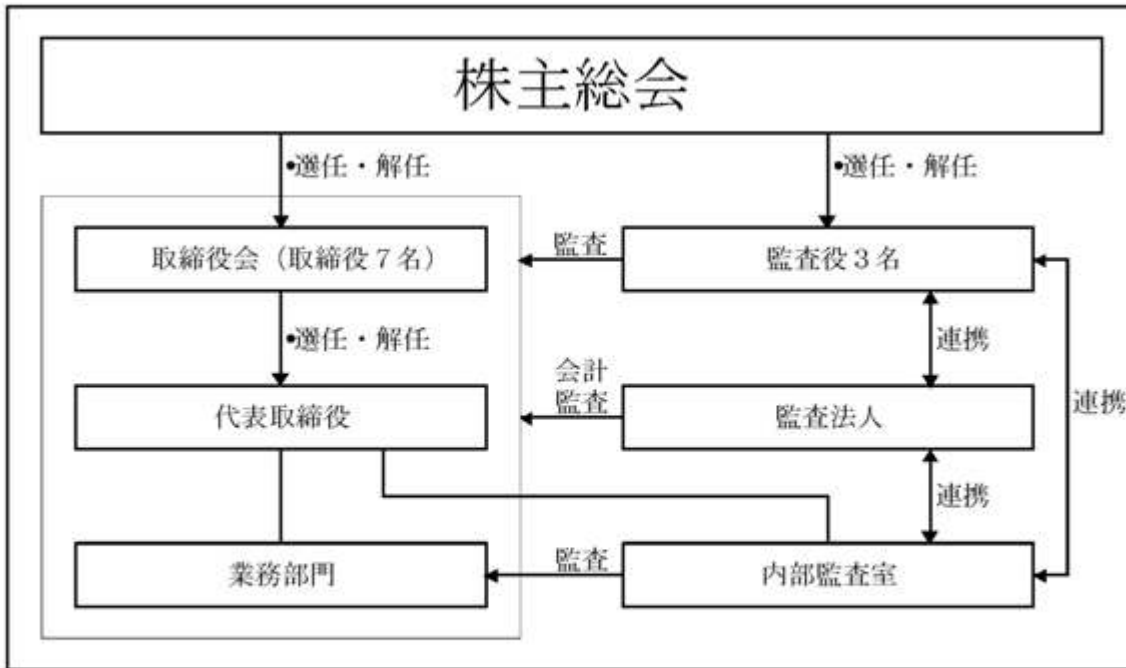 株主総会
•選任・解任
•選任・解任
取締役会（取締役７名）
監査
監査役３名
•選任・解任
連携
会計
監査
代表取締役
監査法人
連携
連携
業務部門
監査
内部監査室